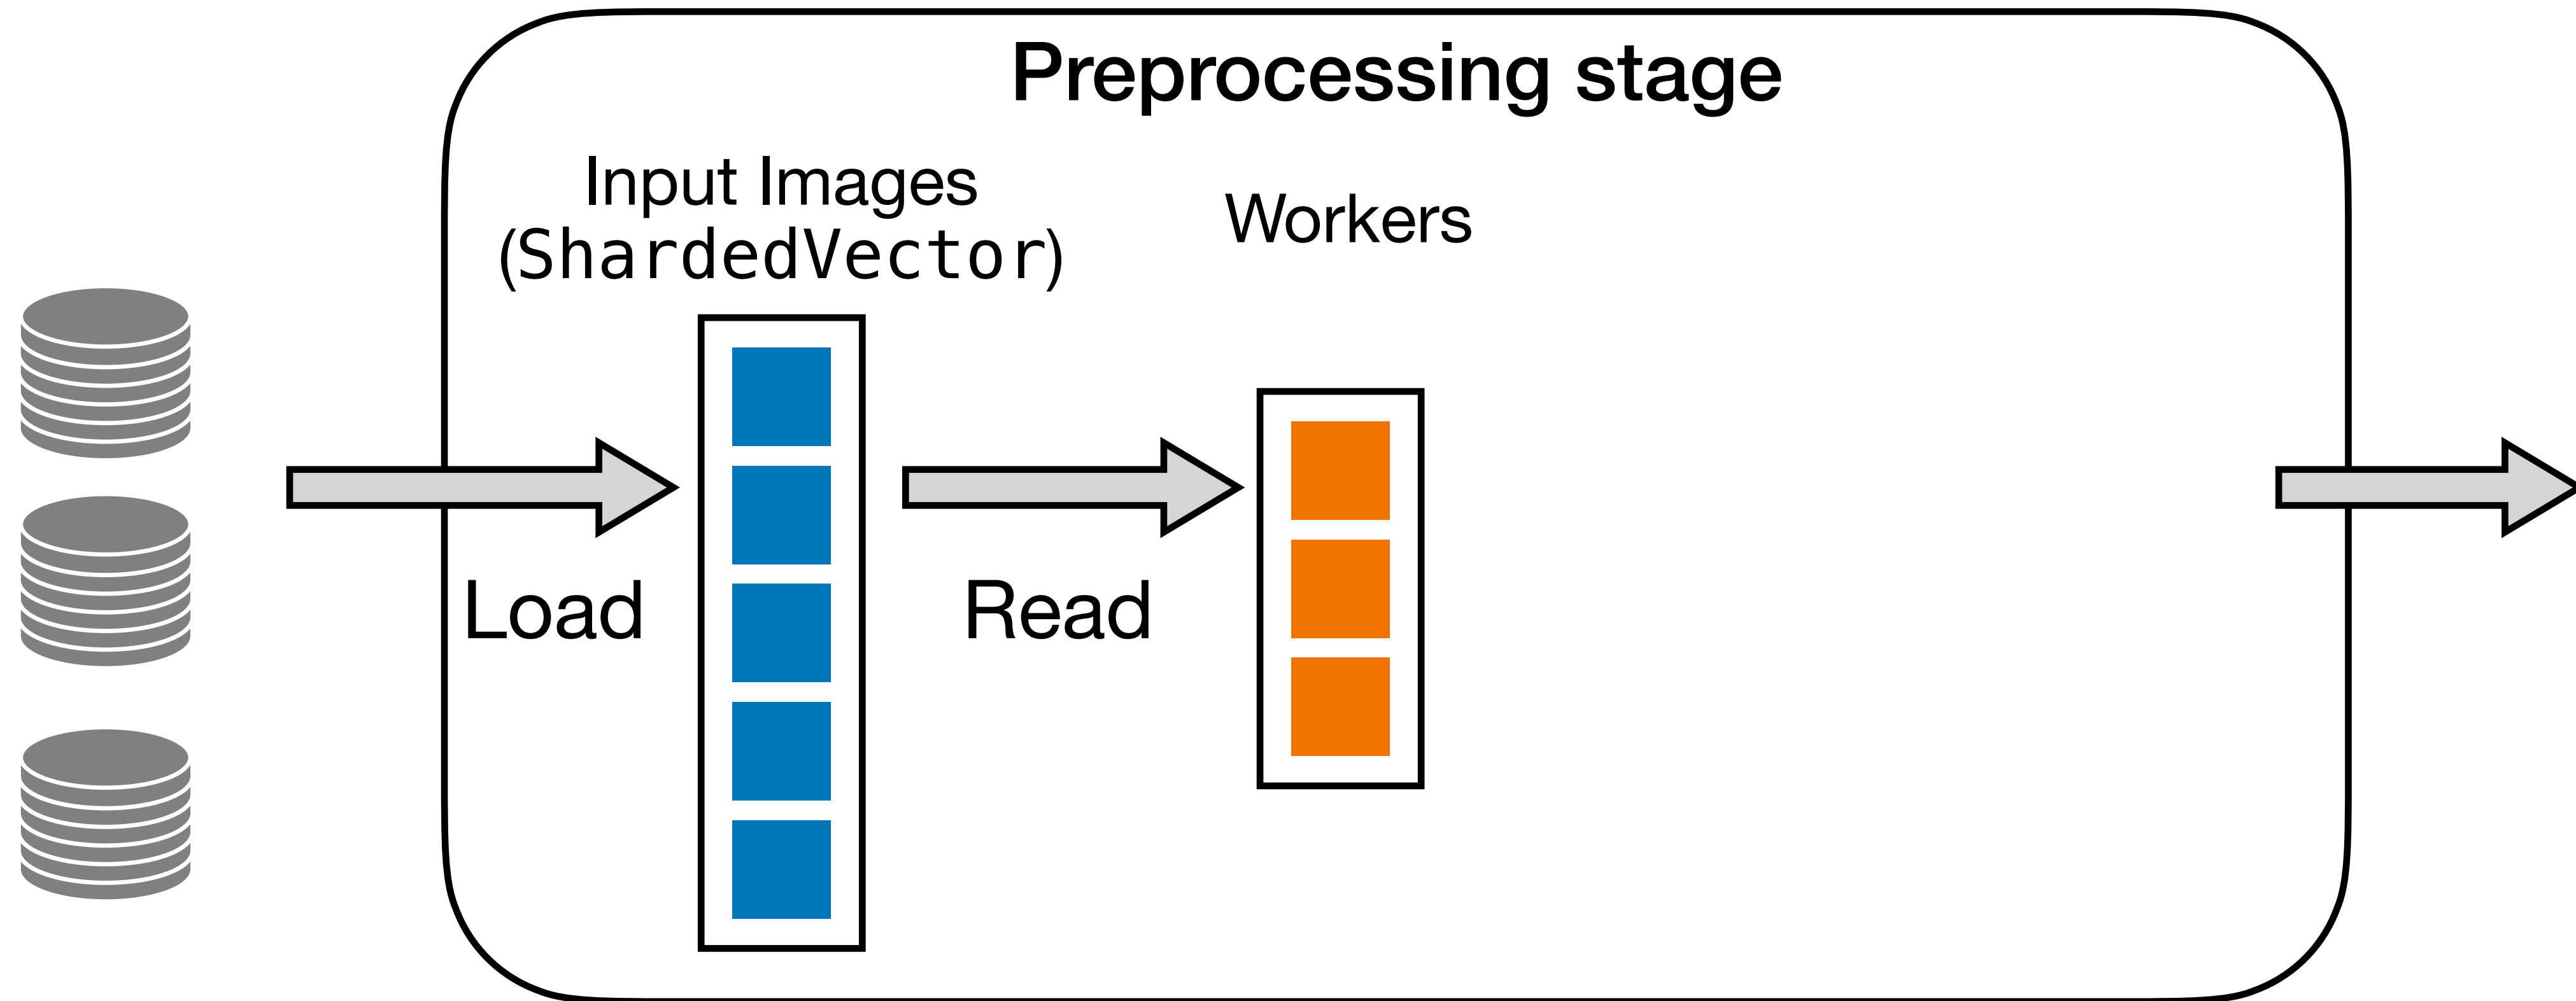 Preprocessing stage
Input Images
(ShardedVector)
Workers
Load
Read